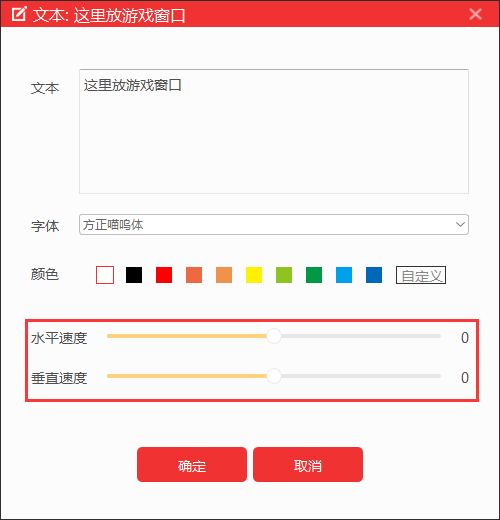 文本: 这里放游戏窗口
文本
这里放游戏窗口
字体
方正喵呜体
颜色
自定义
水平速度
0
垂直速度
0
确定
取消